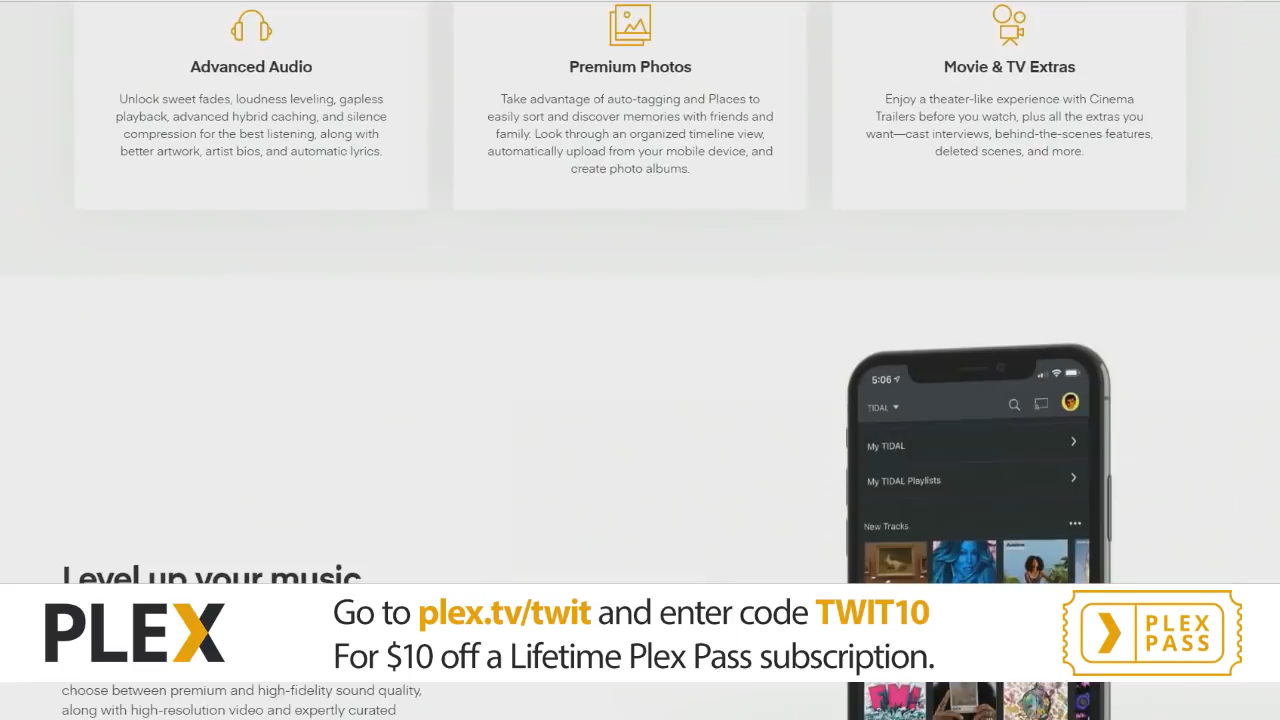 Advanced Audio
Unlock sweet fades, loudness leveling, gapless
playback, advanced hybrid caching, and silence
compression for the best listening, along with
better artwork, artist bios, and automatic lyrics.
Premium Photos
Take advantage of auto-tagging and Places to
easily sort and discover memories with friends and
family. Look through an organized timeline view,
automatically upload from your mobile device, and
create photo albums.
Movie & TV Extras
Enjoy a theater-like experience with Cinema
Trailers before you watch, plus all the extras you
want—cast interviews, behind-the-scenes features,
deleted scenes, and more.
5:06
TIDAL
My TIDAL
My TIDAL Playlists
New Tracks
Level up your music
PLEX
Go to plex.tv/twit and enter code TWIT10
For $10 off a Lifetime Plex Pass subscription.
PLEX
PASS
choose between premium and high-fidelity sound quality,
along with high-resolution video and expertly curated
FM!